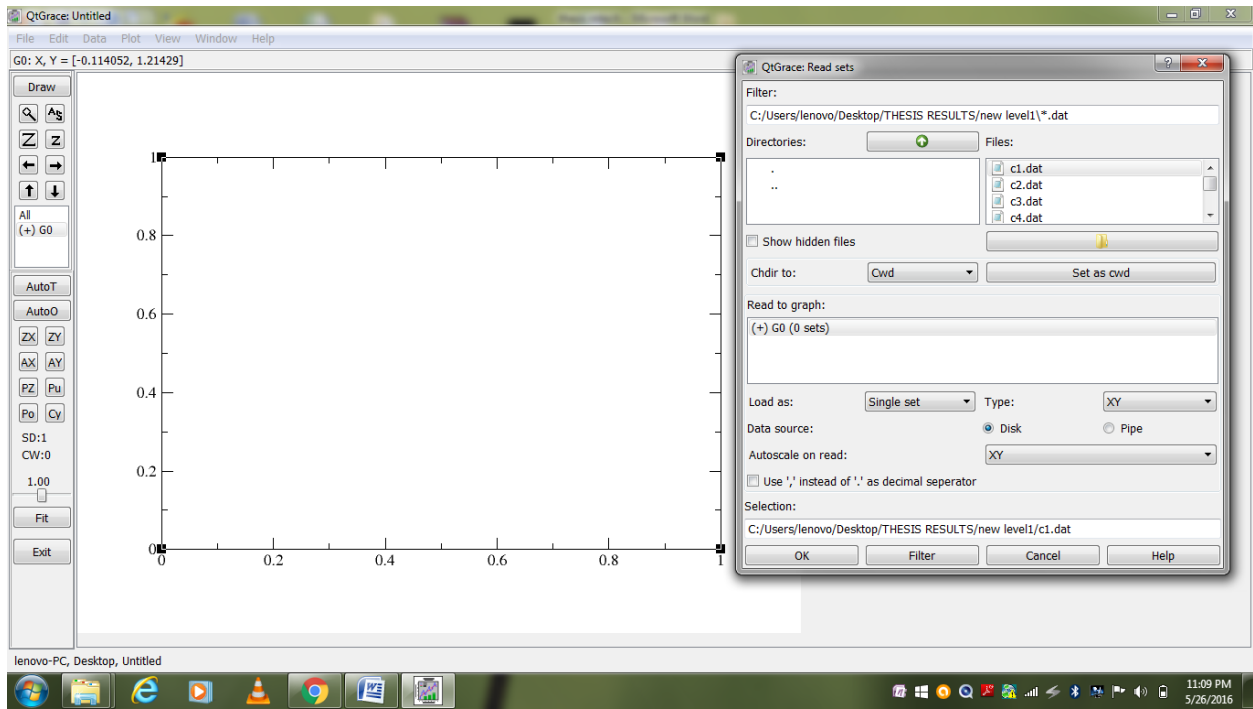 QtGrace: Untitled
File Edit Data Plot View Window Help
G0: X, Y = [-0.114052, 1.21429]
Draw
AS
Z z
All
(+) G0
AutoT
AutoO
ZX ZY
AX AY
PZ Pu
Po Cy
SD:1
CW:0
1.00
Fit
Exit
1
0.8
0.6
0.4
0.2
0
0 0.2 0.4 0.6 0.8 1
QtGrace: Read sets
Filter:
C:/Users/lenovo/Desktop/THESIS RESULTS/new level1\*.dat
Directories: Files:
.
..
c1.dat
c2.dat
c3.dat
c4.dat
Show hidden files
Chdir to: Cwd Set as cwd
Read to graph:
(+) G0 (0 sets)
Load as: Single set Type: XY
Data source: Disk Pipe
Autoscale on read: XY
Use ',' instead of '.' as decimal seperator
Selection:
C:/Users/lenovo/Desktop/THESIS RESULTS/new level1/c1.dat
OK Filter Cancel Help
lenovo-PC, Desktop, Untitled
11:09 PM
5/26/2016